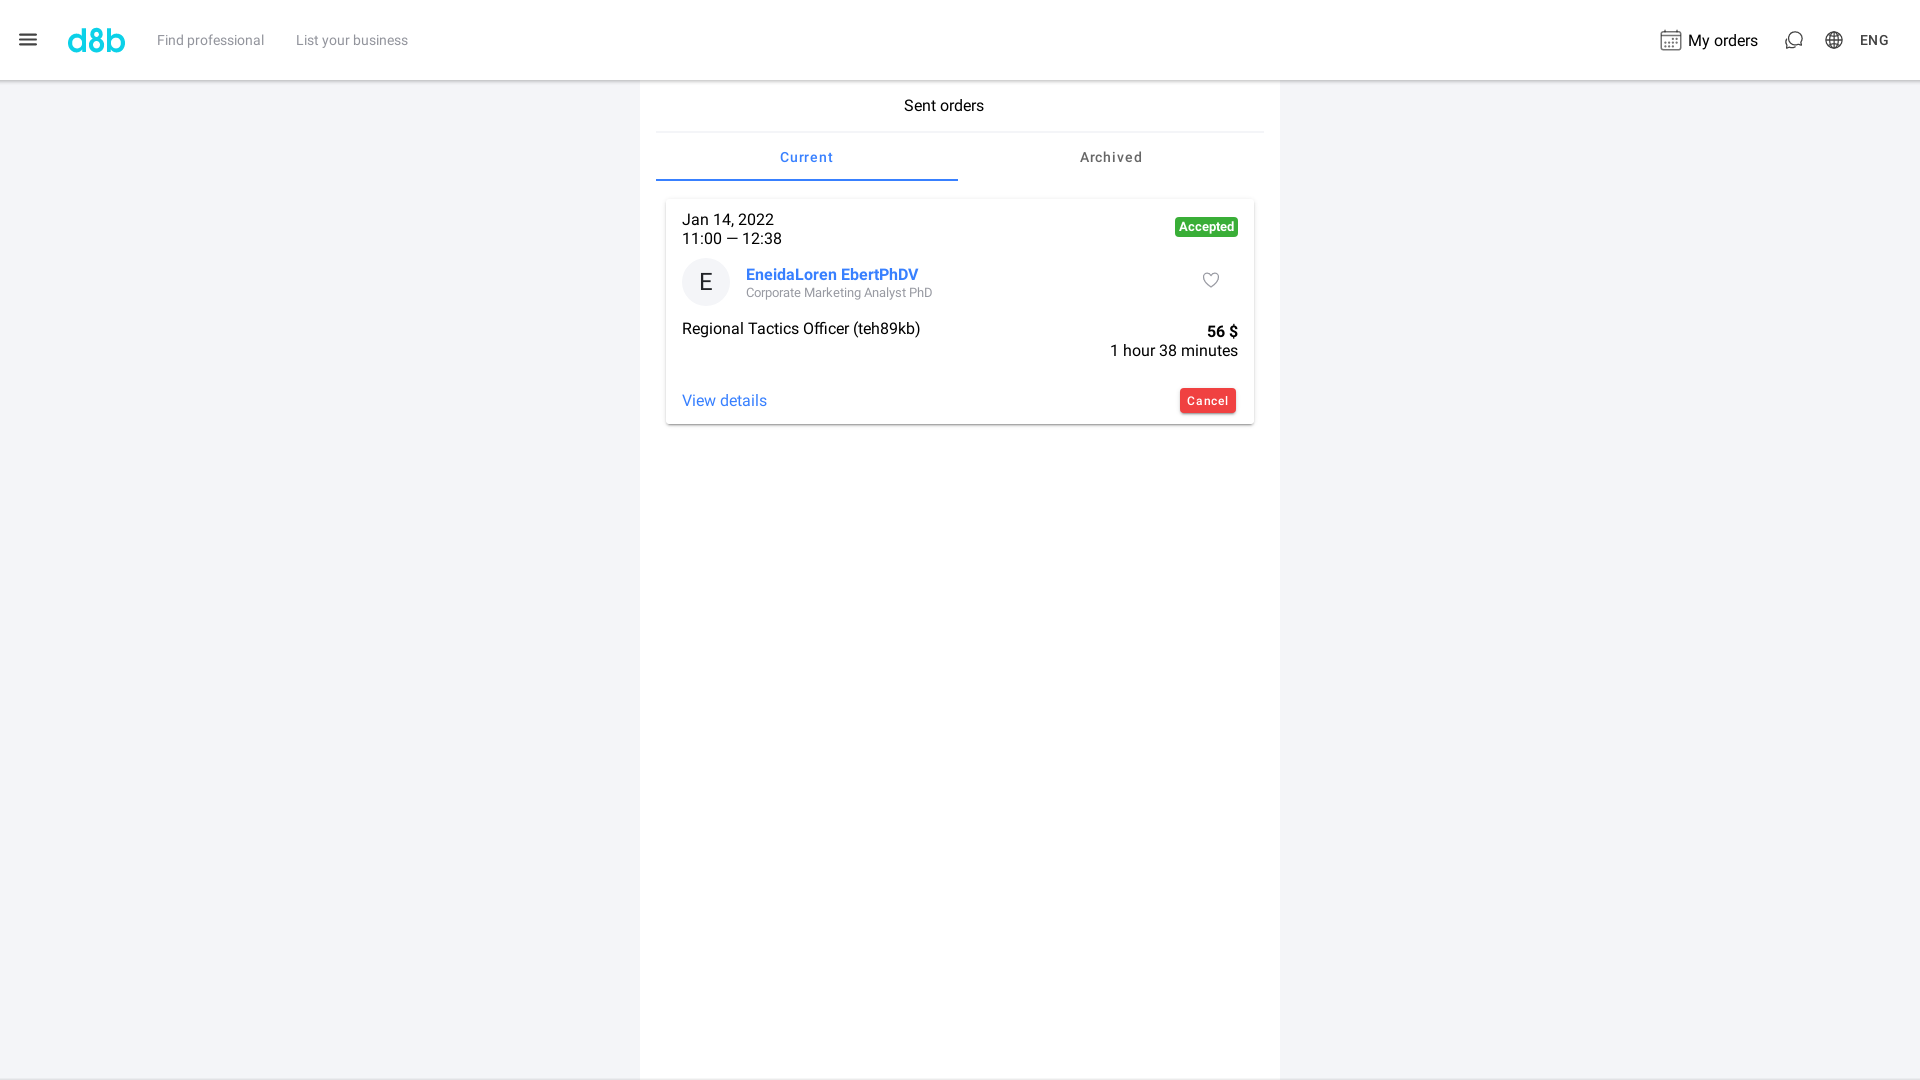 d8b
Find professional
List your business
My orders
ENG
Sent orders
Current
Archived
Jan 14, 2022
11:00 — 12:38
Accepted
E
EneidaLoren EbertPhDV
Corporate Marketing Analyst PhD
Regional Tactics Officer (teh89kb)
56 $
1 hour 38 minutes
View details
Cancel